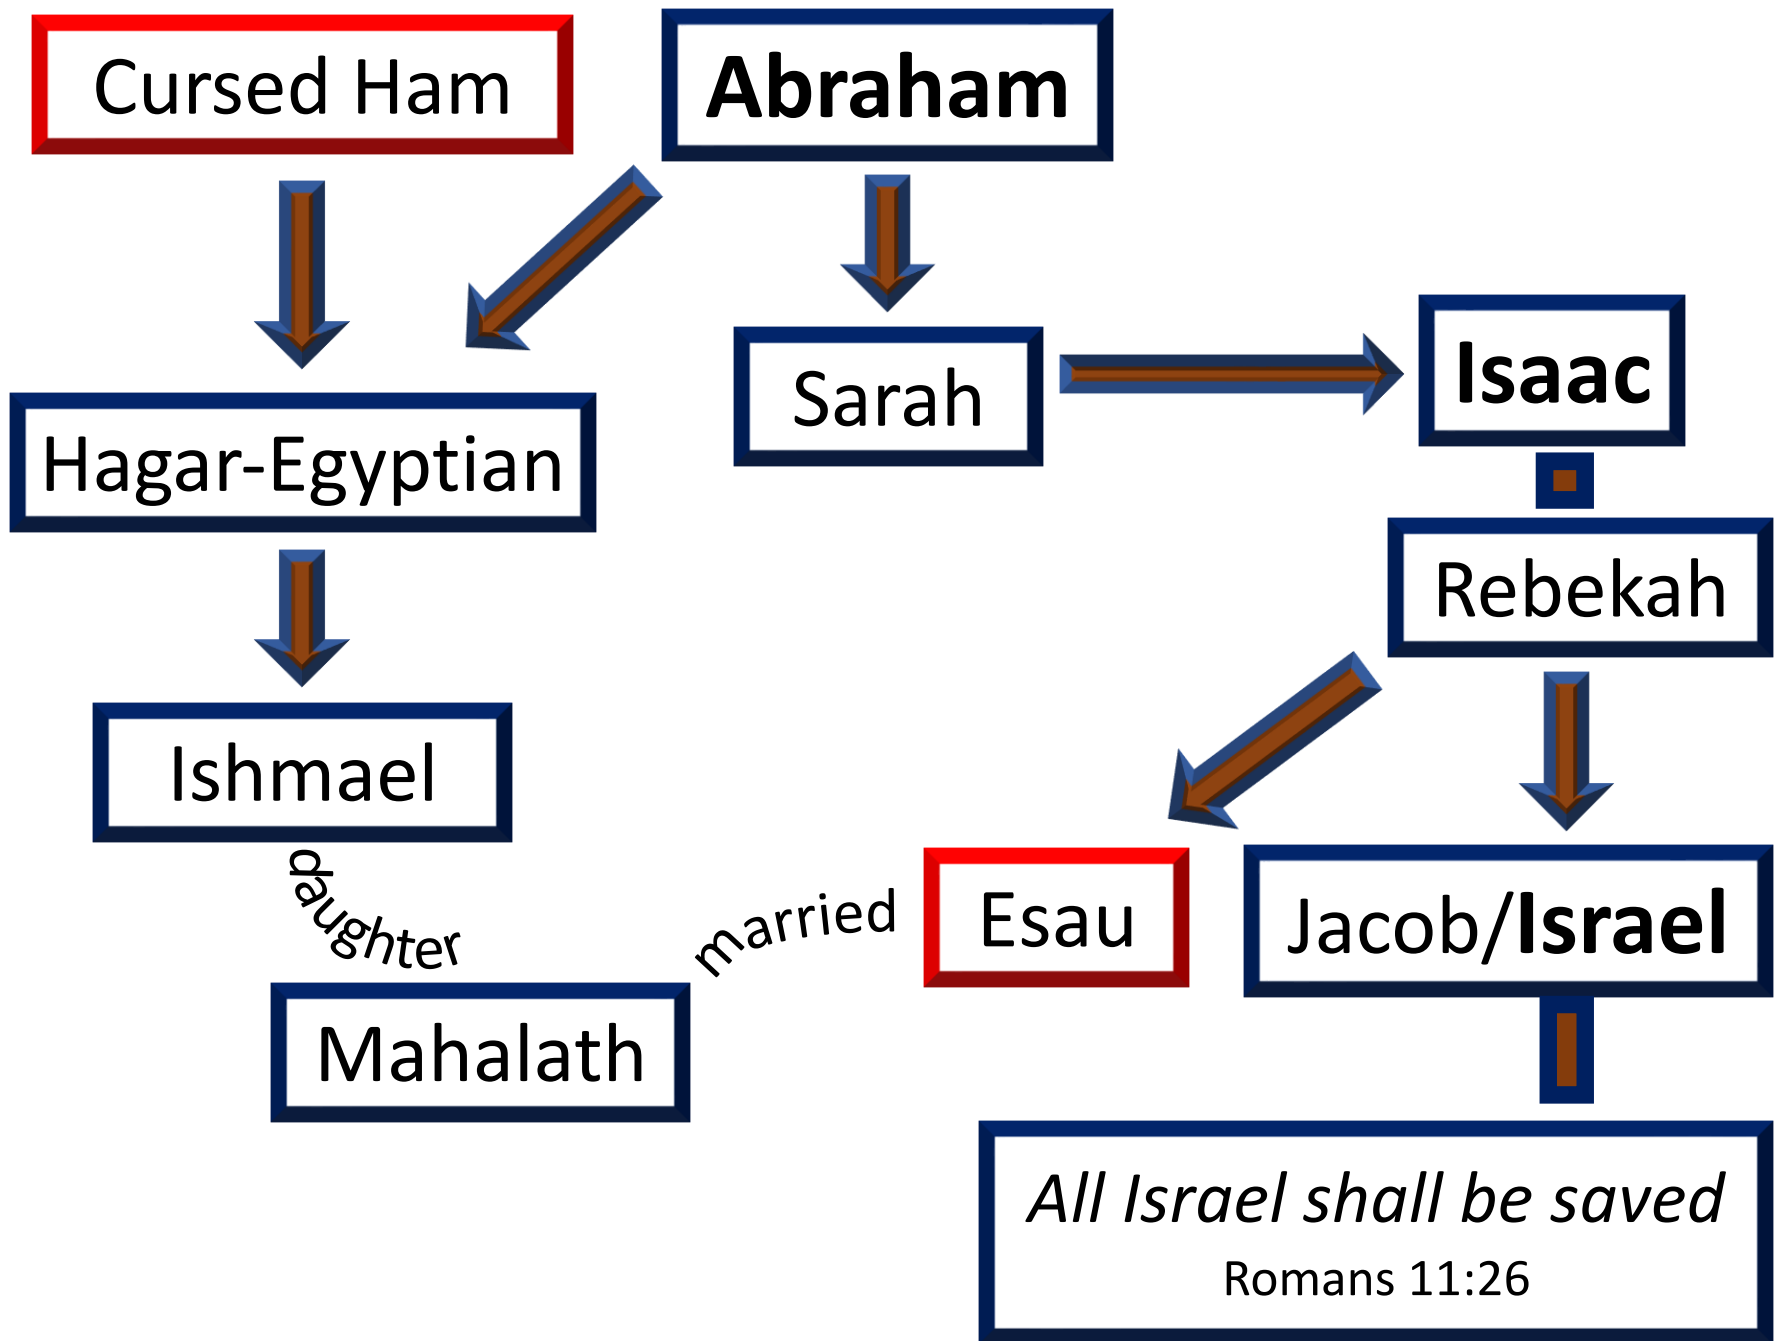 Cursed Ham
Abraham
Sarah
Isaac
Hagar-Egyptian
Rebekah
Ishmael
daughter
married
Esau
Jacob/Israel
Mahalath
All Israel shall be saved
Romans 11:26